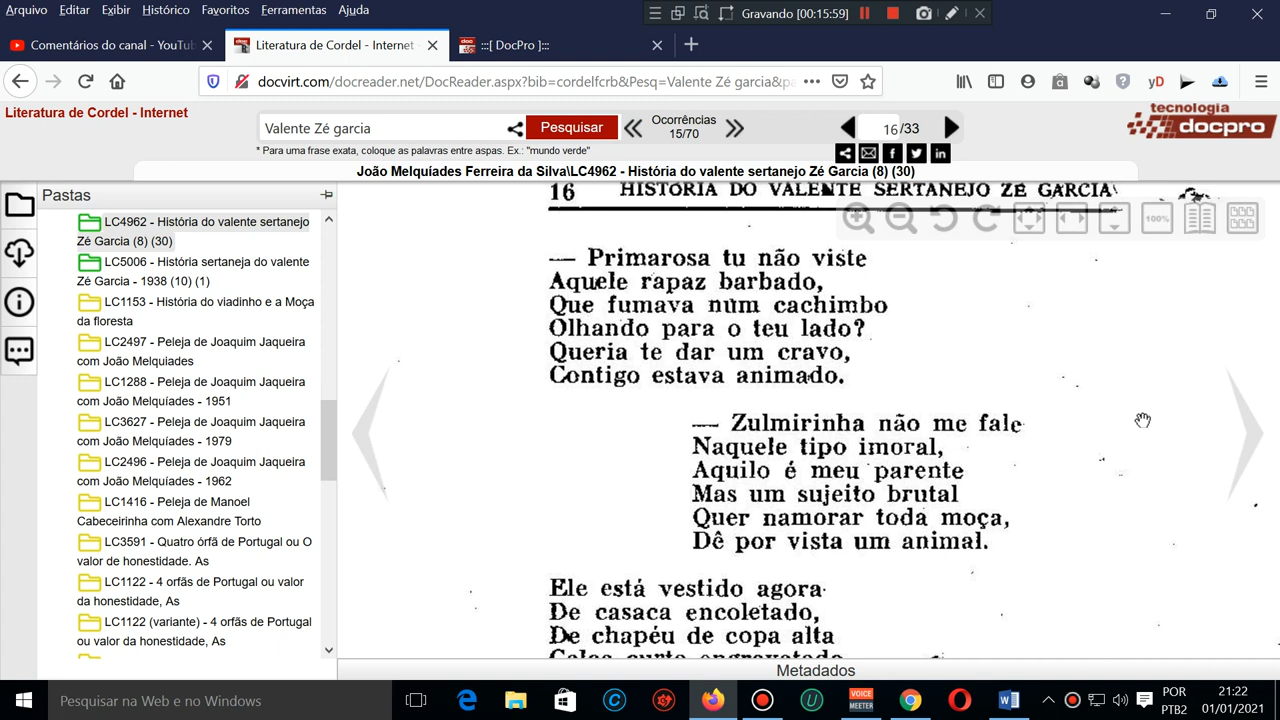 Arquivo Editar Exibir Histórico Favoritos Ferramentas Ajuda
Gravando [00:15:59]
Comentários do canal - YouTu
Literatura de Cordel - Internet -
:::[ DocPro ]:::
docvirt.com/docreader.net/DocReader.aspx?bib=cordelfcrb&Pesq=Valente Zé garcia&pa
Literatura de Cordel - Internet
Valente Zé garcia
Pesquisar
Ocorrências
15/70
16 /33
tecnologia
docpro
* Para uma frase exata, coloque as palavras entre aspas. Ex.: "mundo verde"
João Melquíades Ferreira da Silva\LC4962 - História do valente sertanejo Zé Garcia (8) (30)
Pastas
LC4962 - História do valente sertanejo
Zé Garcia (8) (30)
LC5006 - História sertaneja do valente
Zé Garcia - 1938 (10) (1)
LC1153 - História do viadinho e a Moça
da floresta
LC2497 - Peleja de Joaquim Jaqueira
com João Melquiades
LC1288 - Peleja de Joaquim Jaqueira
com João Melquíades - 1951
LC3627 - Peleja de Joaquim Jaqueira
com João Melquíades - 1979
LC2496 - Peleja de Joaquim Jaqueira
com João Melquíades - 1962
LC1416 - Peleja de Manoel
Cabeceirinha com Alexandre Torto
LC3591 - Quatro órfã de Portugal ou O
valor de honestidade. As
LC1122 - 4 orfãs de Portugal ou valor
da honestidade, As
LC1122 (variante) - 4 orfãs de Portugal
ou valor da honestidade, As
16 HISTÓRIA DO VALENTE SERTANEJO ZÉ GARCIA
100%
— Primarosa tu não viste
Aquele rapaz barbado,
Que fumava num cachimbo
Olhando para o teu lado?
Queria te dar um cravo,
Contigo estava animado.
— Zulmirinha não me fale
Naquele tipo imoral,
Aquilo é meu parente
Mas um sujeito brutal
Quer namorar toda moça,
Dê por vista um animal.
Ele está vestido agora
De casaca encoletado,
De chapéu de copa alta
Calça curta engravatado
Metadados
Pesquisar na Web e no Windows
VOICE
MEETER
POR
PTB2
21:22
01/01/2021